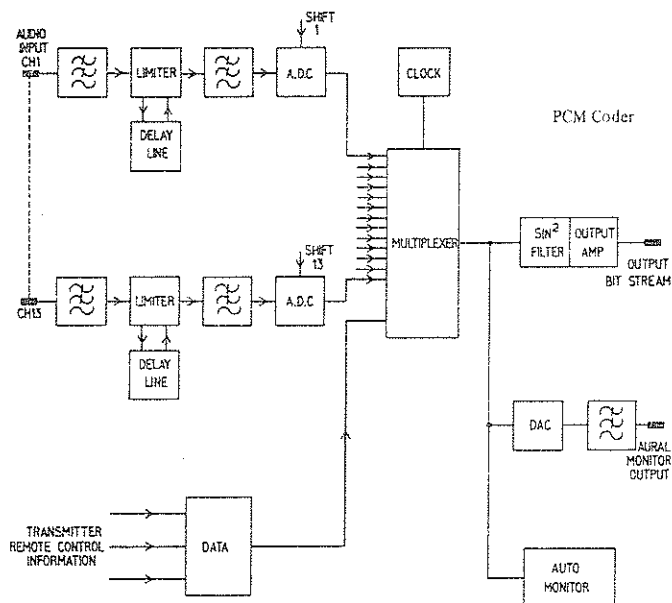 AUDIO
INPUT
CH1
LIMITER
DELAY
LINE
SHIFT
1
A.D.C
CLOCK
PCM Coder
MULTIPLEXER
SIN2
FILTER
OUTPUT
AMP
OUTPUT
BIT STREAM
CH13
LIMITER
DELAY
LINE
SHIFT
13
A.D.C
DAC
AURAL
MONITOR
OUTPUT
TRANSMITTER
REMOTE CONTROL
INFORMATION
DATA
AUTO
MONITOR